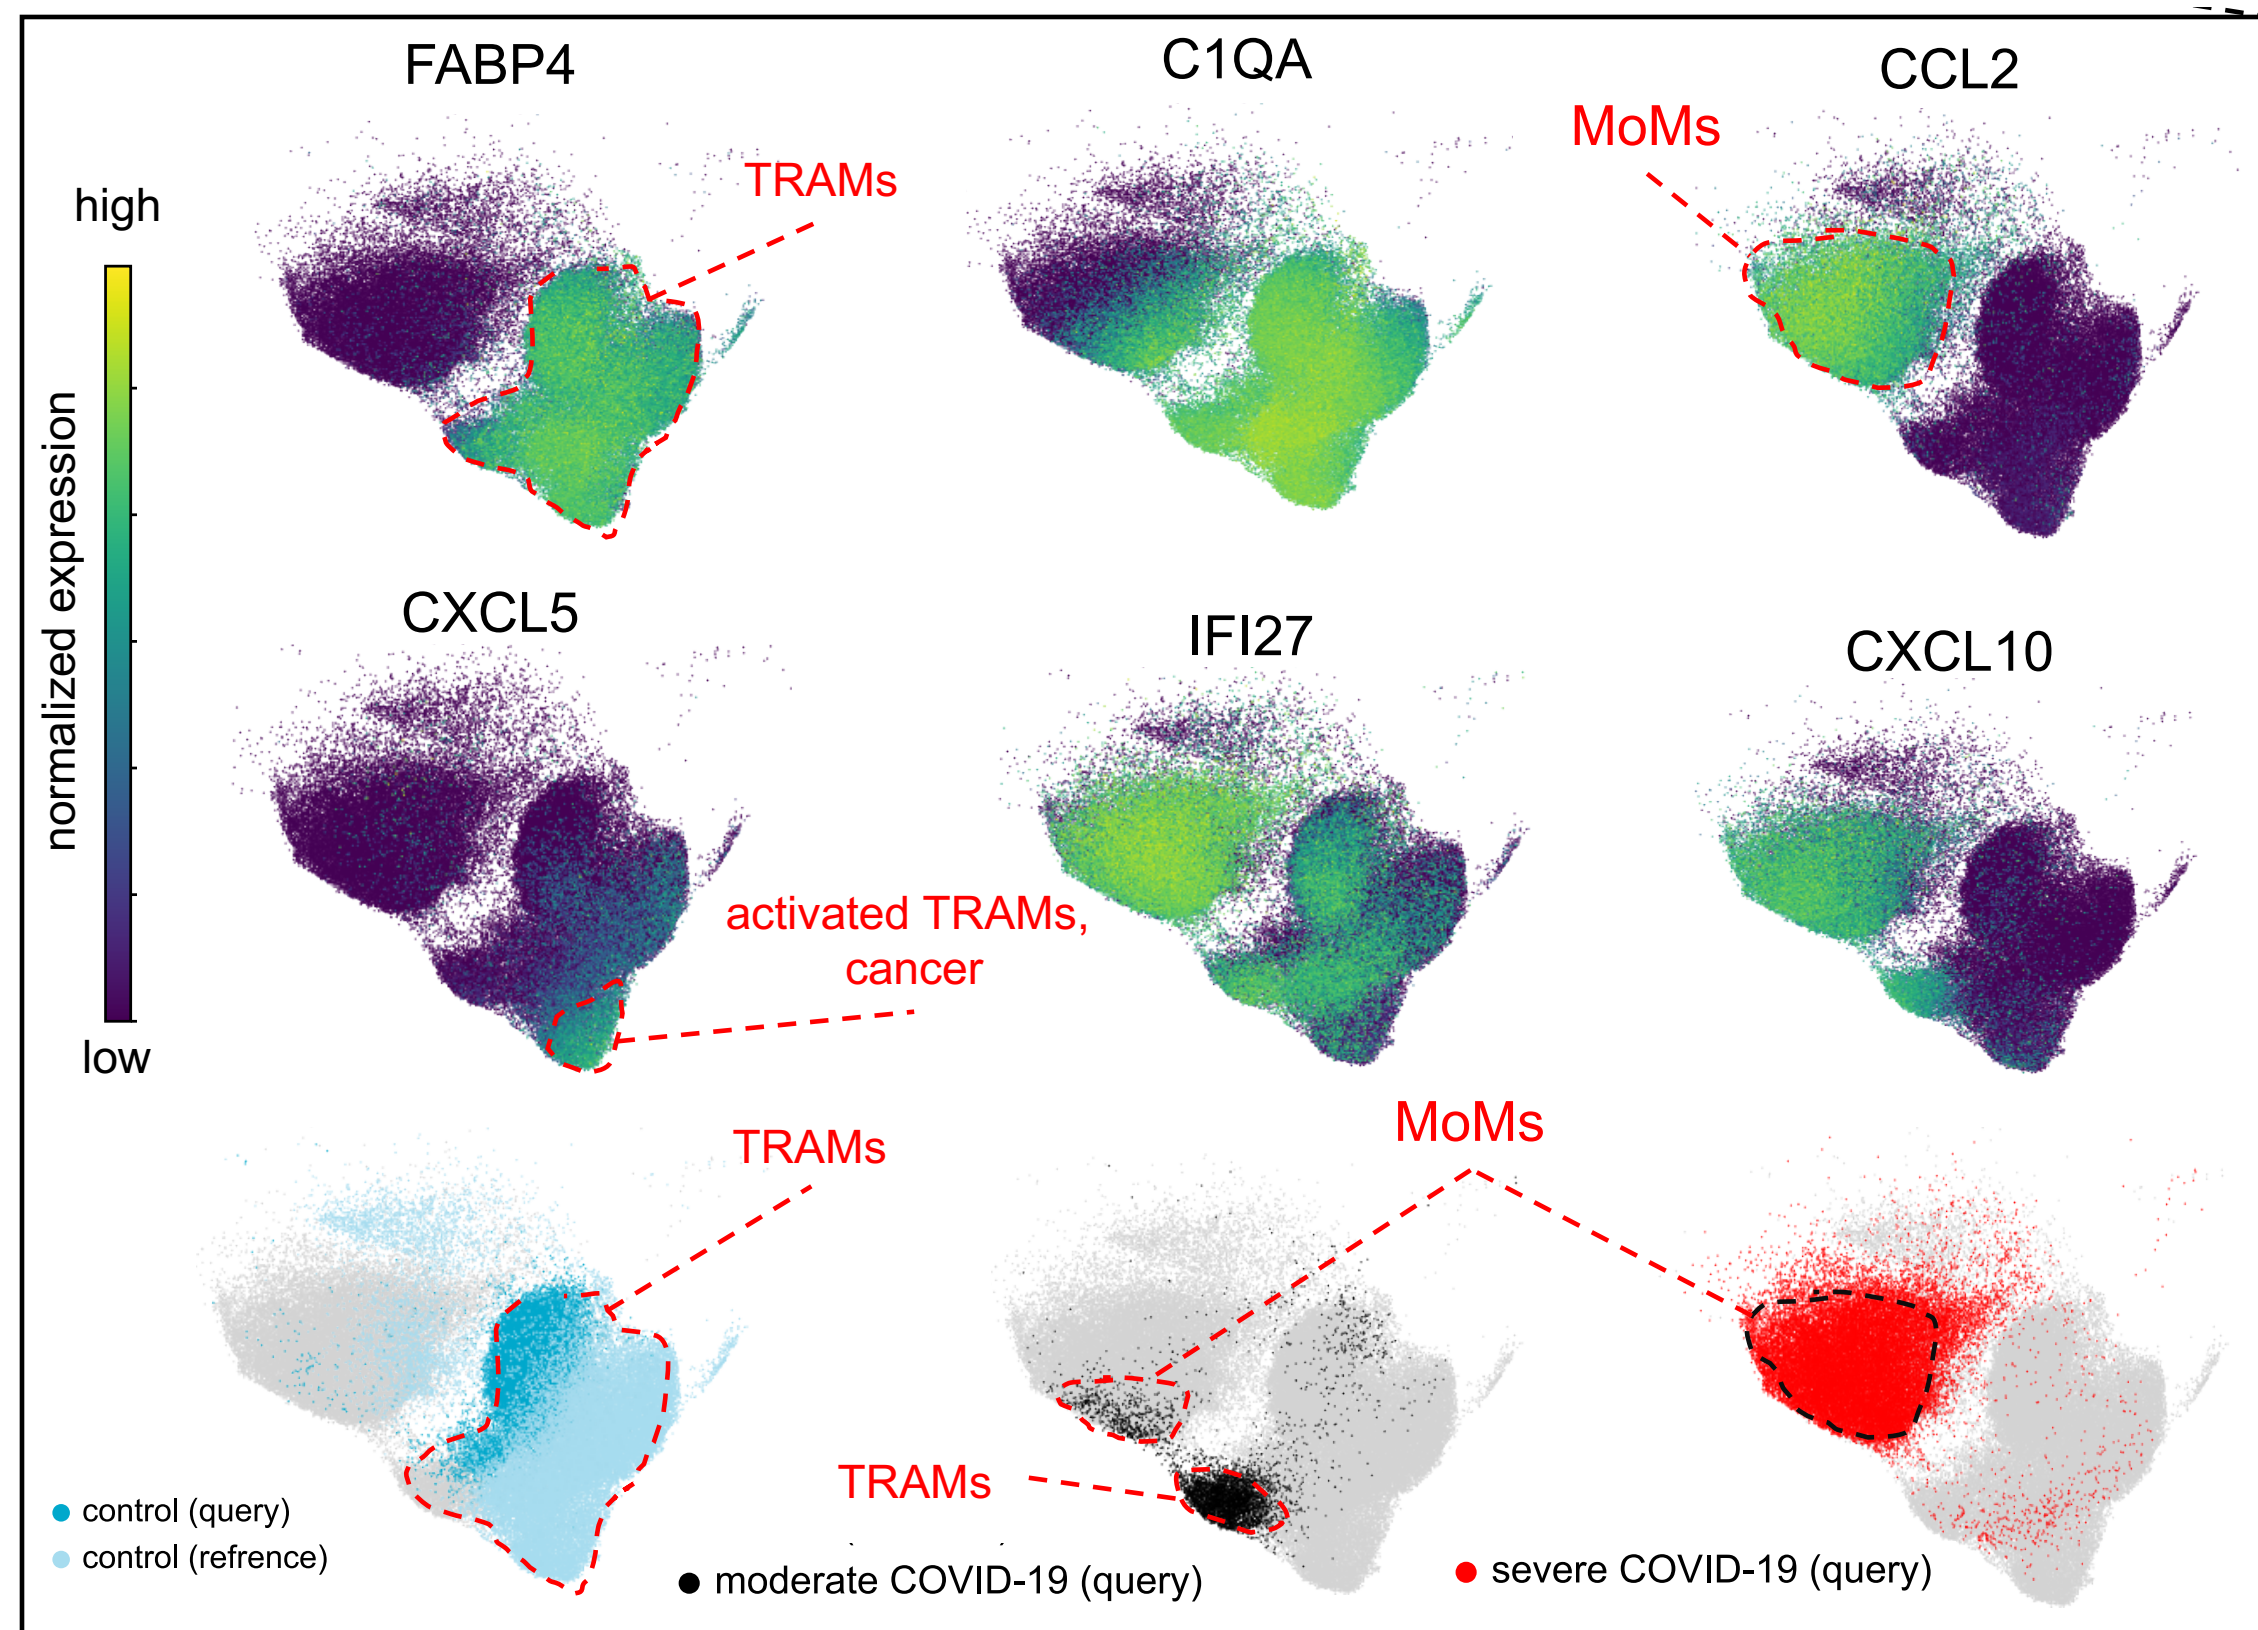 FABP4
C1QA
CCL2
MoMs
TRAMs
high
normalized expression
low
CXCL5
IFI27
CXCL10
activated TRAMs,
cancer
TRAMs
MoMs
TRAMs
control (query)
control (refrence)
moderate COVID-19 (query)
severe COVID-19 (query)